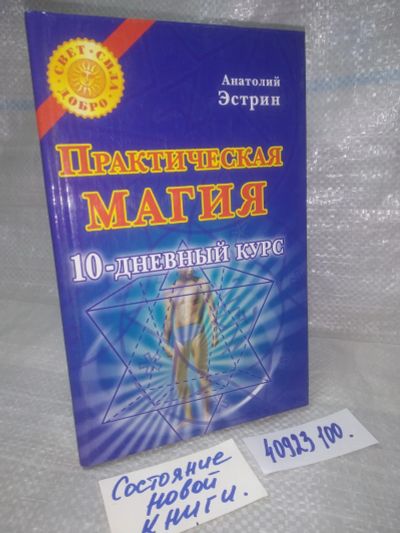 СВЕТ • СИЛА
ДОБРО
Анатолий
Эстрин
ПРАКТИЧЕСКАЯ
МАГИЯ
10-ДНЕВНЫЙ КУРС
40923 100.
Состояние
новой
книги.